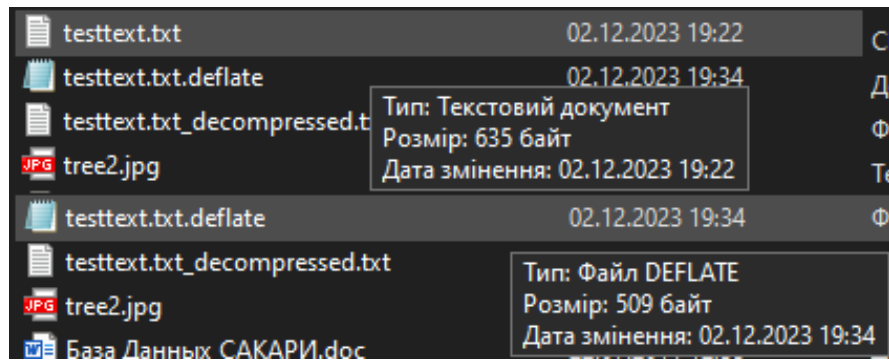 testtext.txt 02.12.2023 19:22 С
testtext.txt.deflate 02.12.2023 19:34 Д
testtext.txt_decompressed.t Ф
tree2.jpg Те
Тип: Текстовий документ
Розмір: 635 байт
Дата змінення: 02.12.2023 19:22
testtext.txt.deflate 02.12.2023 19:34 Ф
testtext.txt_decompressed.txt
tree2.jpg
База Данных САКАРИ.doc
Тип: Файл DEFLATE
Розмір: 509 байт
Дата змінення: 02.12.2023 19:34